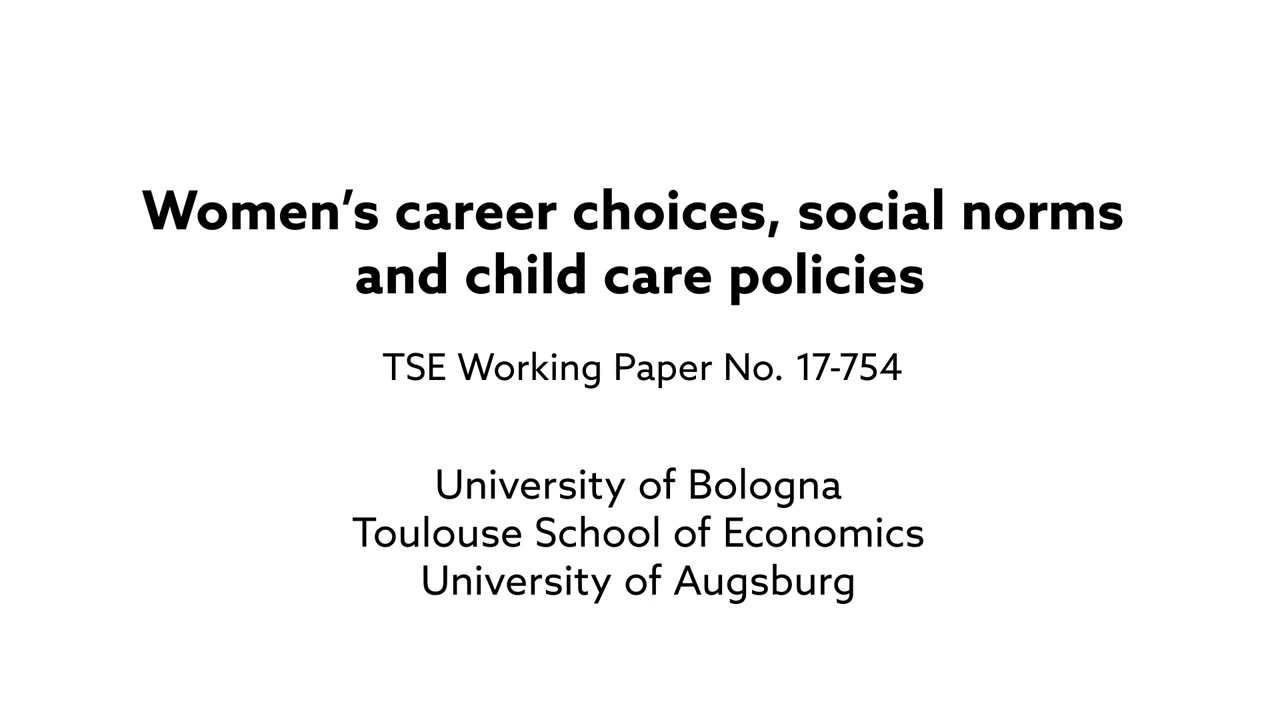 Women’s career choices, social norms
and child care policies
TSE Working Paper No. 17-754
University of Bologna
Toulouse School of Economics
University of Augsburg